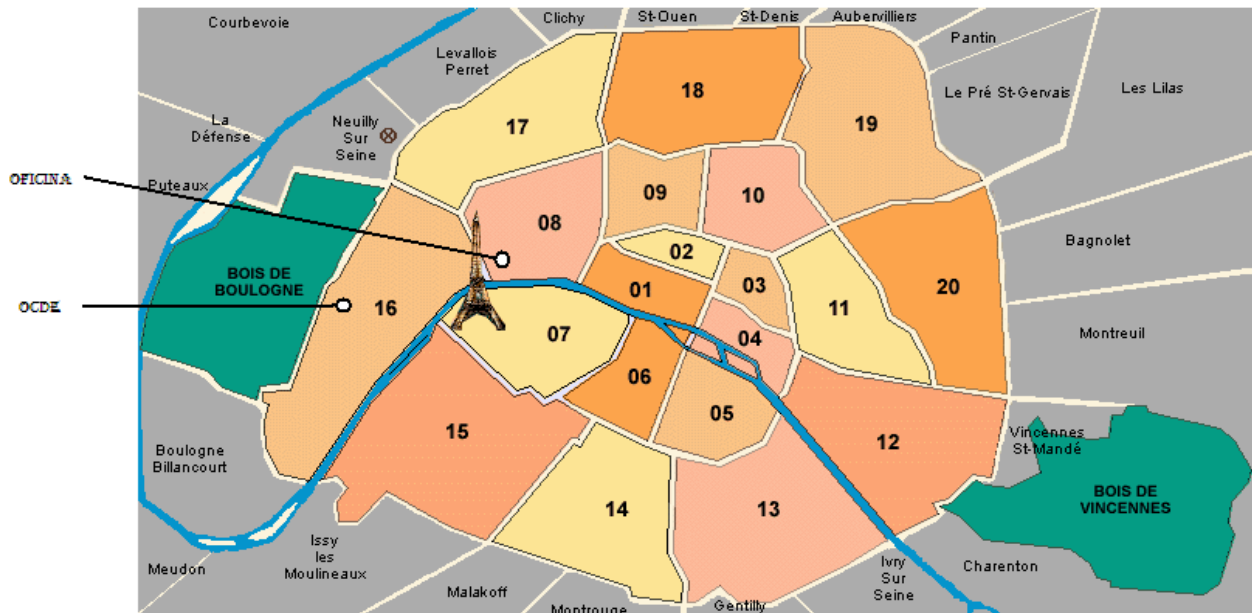 Courbevoie
Clichy
St-Ouen
St-Denis
Aubervilliers
Pantin
Levallois
Perret
Le Pré St-Gervais
Les Lilas
La
Défense
Neuilly
Sur
Seine
17
18
19
OFICINA
Puteaux
08
09
10
02
Bagnolet
BOIS DE
BOULOGNE
OCDE
16
01
03
11
20
07
04
Montreuil
06
05
15
12
Vincennes
St-Mandé
Boulogne
Billancourt
BOIS DE
VINCENNES
14
13
Issy
les
Moulineaux
Meudon
Malakoff
Montrouge
Gentilly
Ivry
Sur
Seine
Charenton